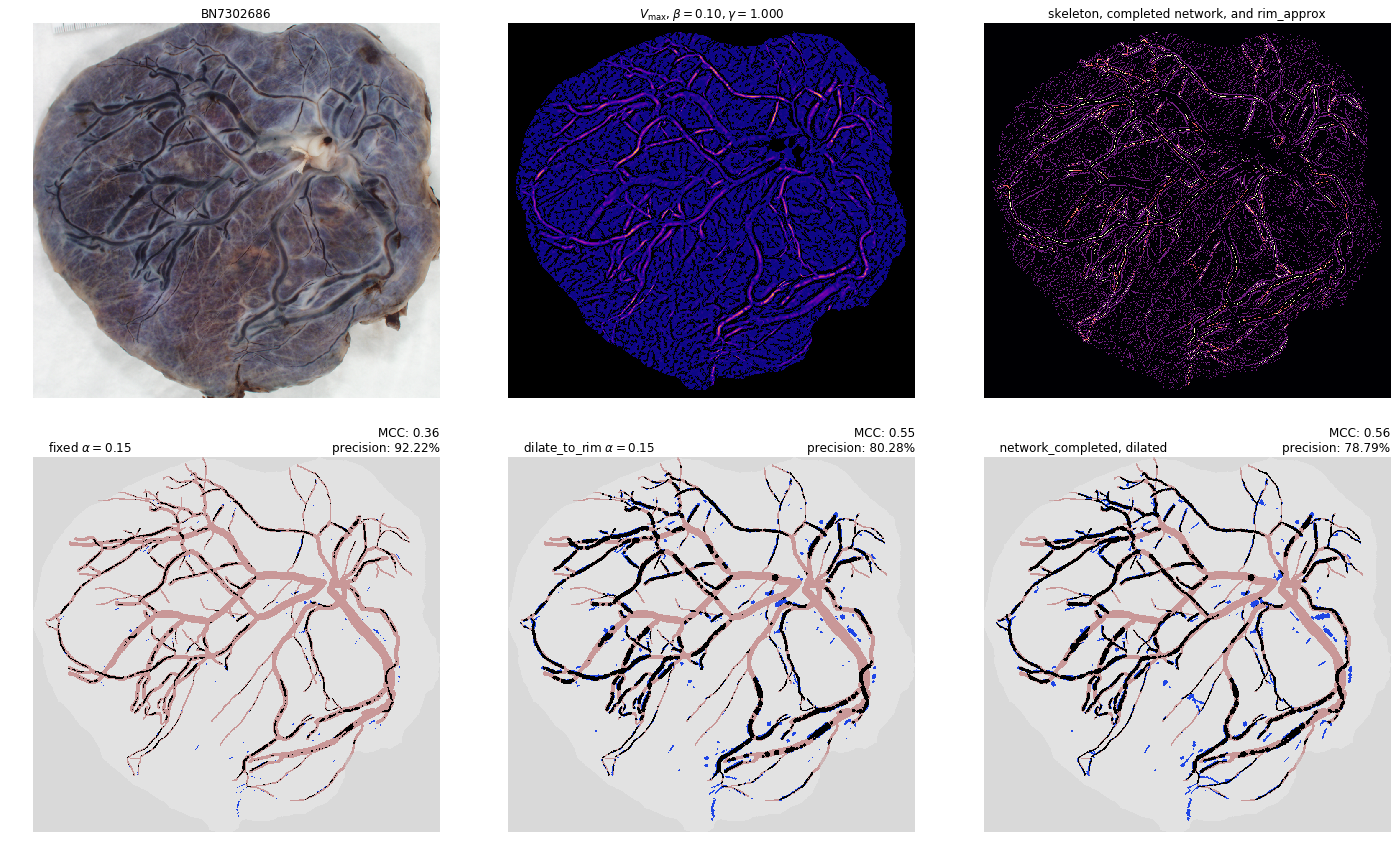 BN7302686
Vmax, β = 0.10, γ = 1.000
skeleton, completed network, and rim_approx
MCC: 0.36
fixed α = 0.15 precision: 92.22%
MCC: 0.55
dilate_to_rim α = 0.15 precision: 80.28%
MCC: 0.56
network_completed, dilated precision: 78.79%